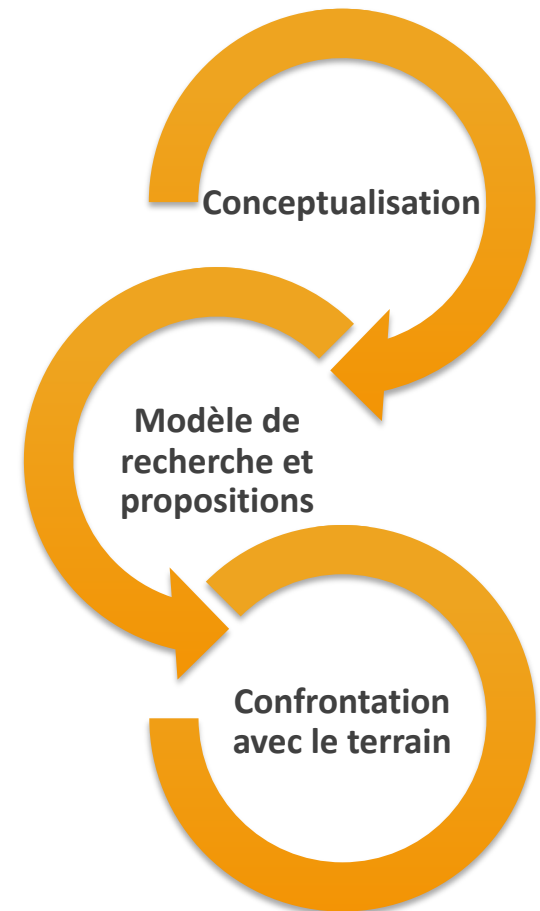 Conceptualisation
Modèle de
recherche et
propositions
Confrontation
avec le terrain